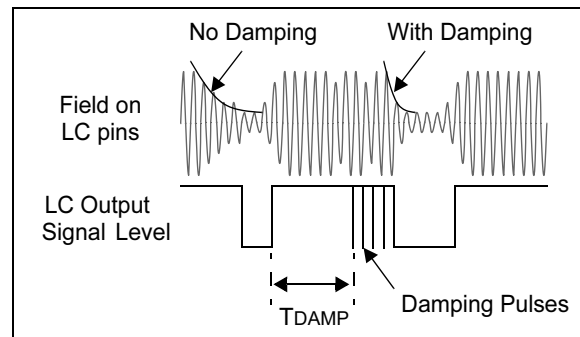 No Damping
With Damping
Field on
LC pins
LC Output
Signal Level
TDAMP
Damping Pulses